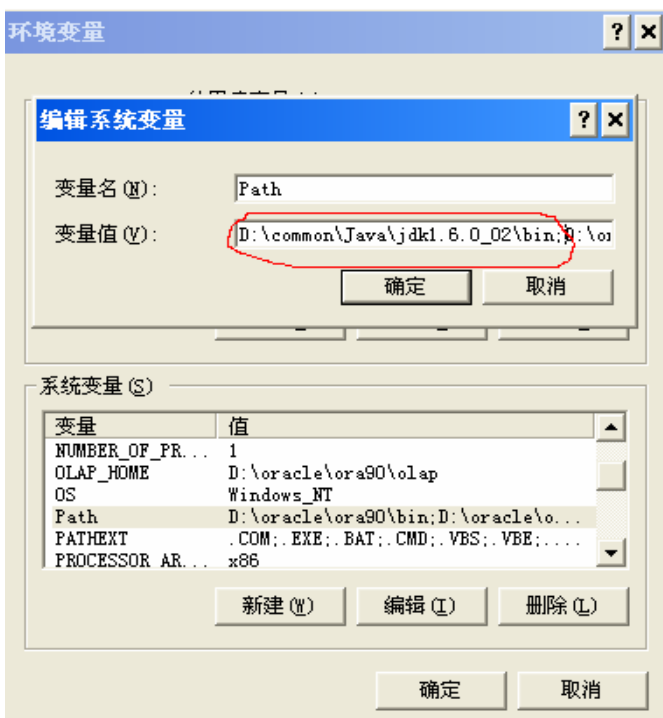 环境变量
编辑系统变量
变量名(N):
Path
变量值(V):
D:\common\Java\jdk1.6.0_02\bin;D:\or
确定
取消
系统变量(S)
变量 值
NUMBER_OF_PR... 1
OLAP_HOME D:\oracle\ora90\olap
OS Windows_NT
Path D:\oracle\ora90\bin;D:\oracle\o...
PATHEXT .COM;.EXE;.BAT;.CMD;.VBS;.VBE;....
PROCESSOR_AR... x86
新建(W) 编辑(I) 删除(L)
确定 取消